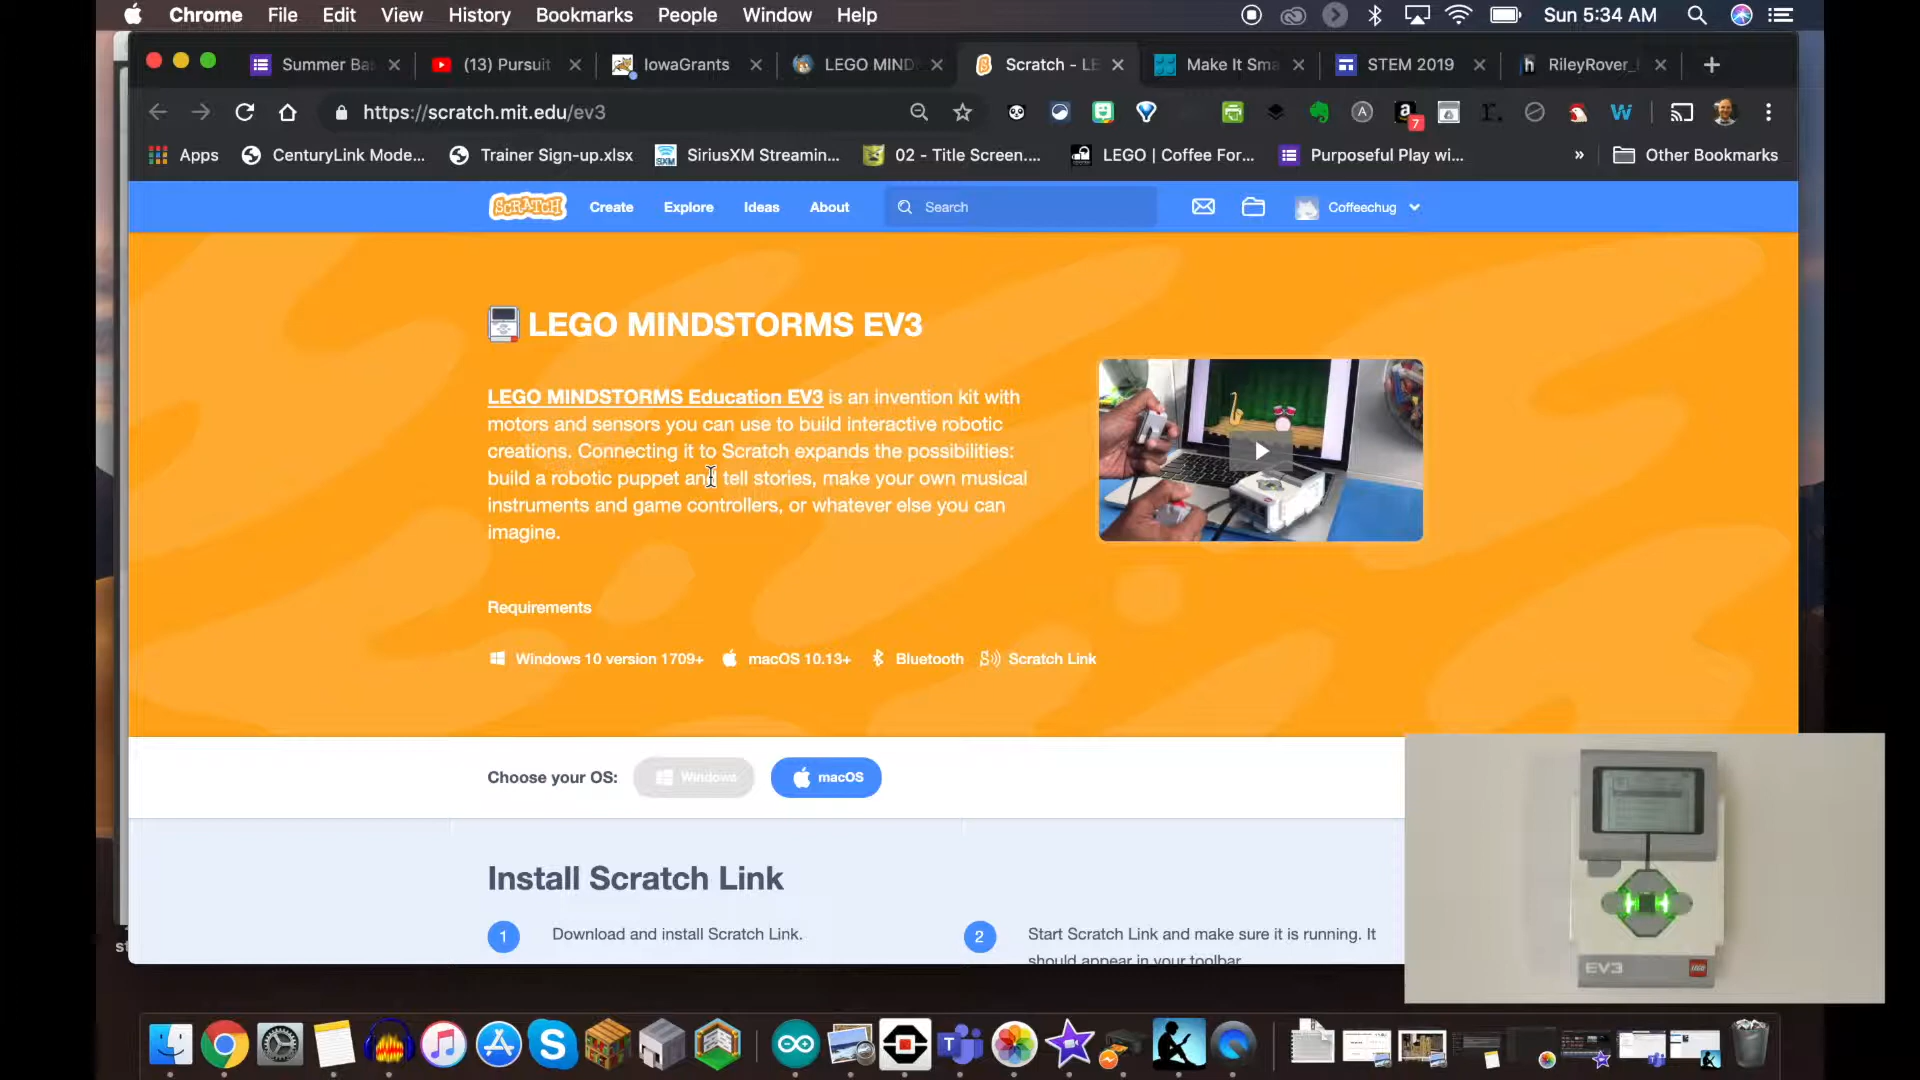 Chrome File Edit View History Bookmarks People Window Help Sun 5:34 AM
Summer Ba (13) Pursuit IowaGrants LEGO MIND Scratch - LE Make It Sma STEM 2019 RileyRover_
https://scratch.mit.edu/ev3
7
Apps CenturyLink Mode... Trainer Sign-up.xlsx SiriusXM Streamin... 02 - Title Screen.... LEGO | Coffee For... Purposeful Play wi... » Other Bookmarks
SCRATCH Create Explore Ideas About Search Coffeechug
LEGO MINDSTORMS EV3
LEGO MINDSTORMS Education EV3 is an invention kit with
motors and sensors you can use to build interactive robotic
creations. Connecting it to Scratch expands the possibilities:
build a robotic puppet and tell stories, make your own musical
instruments and game controllers, or whatever else you can
imagine.
Requirements
Windows 10 version 1709+ macOS 10.13+ Bluetooth Scratch Link
Choose your OS: Windows macOS
Install Scratch Link
1 Download and install Scratch Link.
2 Start Scratch Link and make sure it is running. It
should appear in your toolbar.
EV3 LEGO